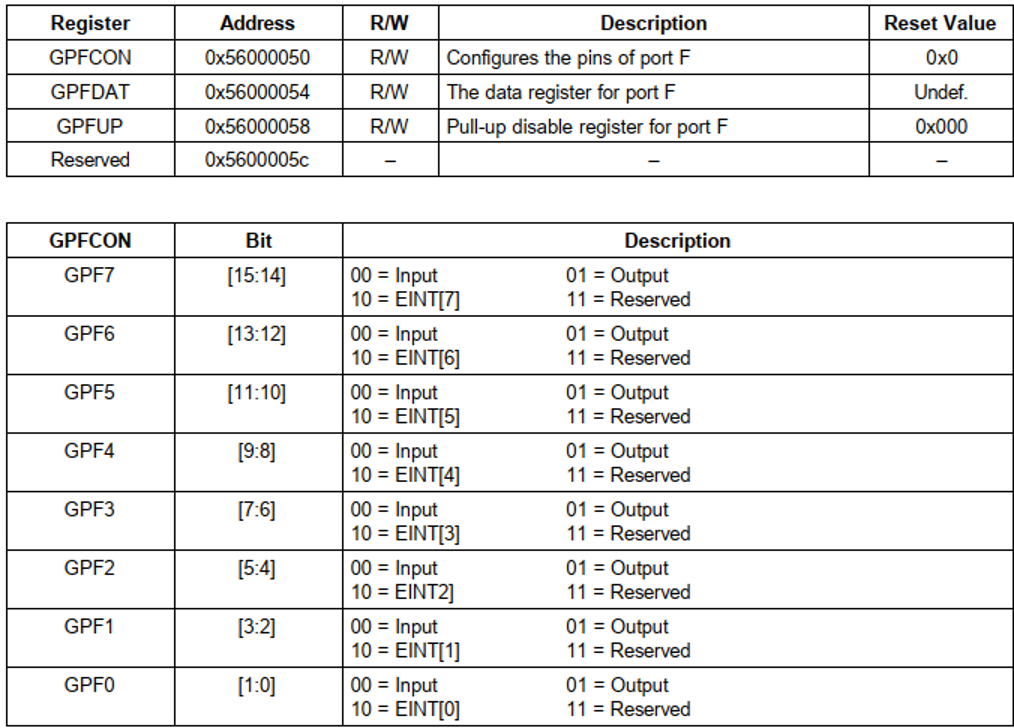 Register Address R/W Description Reset Value
GPFCON 0x56000050 R/W Configures the pins of port F 0x0
GPFDAT 0x56000054 R/W The data register for port F Undef.
GPFUP 0x56000058 R/W Pull-up disable register for port F 0x000
Reserved 0x5600005c – – –
GPFCON Bit Description
GPF7 [15:14] 00 = Input 01 = Output
10 = EINT[7] 11 = Reserved
GPF6 [13:12] 00 = Input 01 = Output
10 = EINT[6] 11 = Reserved
GPF5 [11:10] 00 = Input 01 = Output
10 = EINT[5] 11 = Reserved
GPF4 [9:8] 00 = Input 01 = Output
10 = EINT[4] 11 = Reserved
GPF3 [7:6] 00 = Input 01 = Output
10 = EINT[3] 11 = Reserved
GPF2 [5:4] 00 = Input 01 = Output
10 = EINT2] 11 = Reserved
GPF1 [3:2] 00 = Input 01 = Output
10 = EINT[1] 11 = Reserved
GPF0 [1:0] 00 = Input 01 = Output
10 = EINT[0] 11 = Reserved